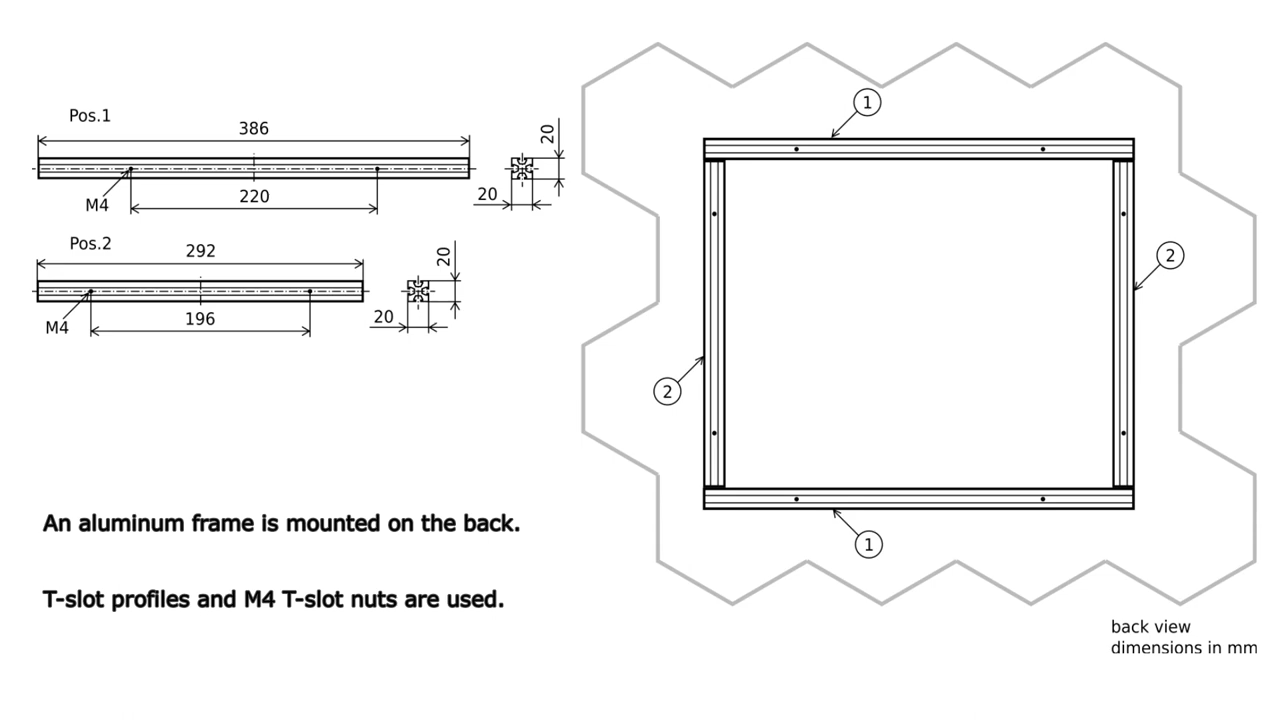 Pos.1
386
20
20
M4
220
Pos.2
292
20
20
M4
196
1
2
2
1
An aluminum frame is mounted on the back.
T-slot profiles and M4 T-slot nuts are used.
back view
dimensions in mm